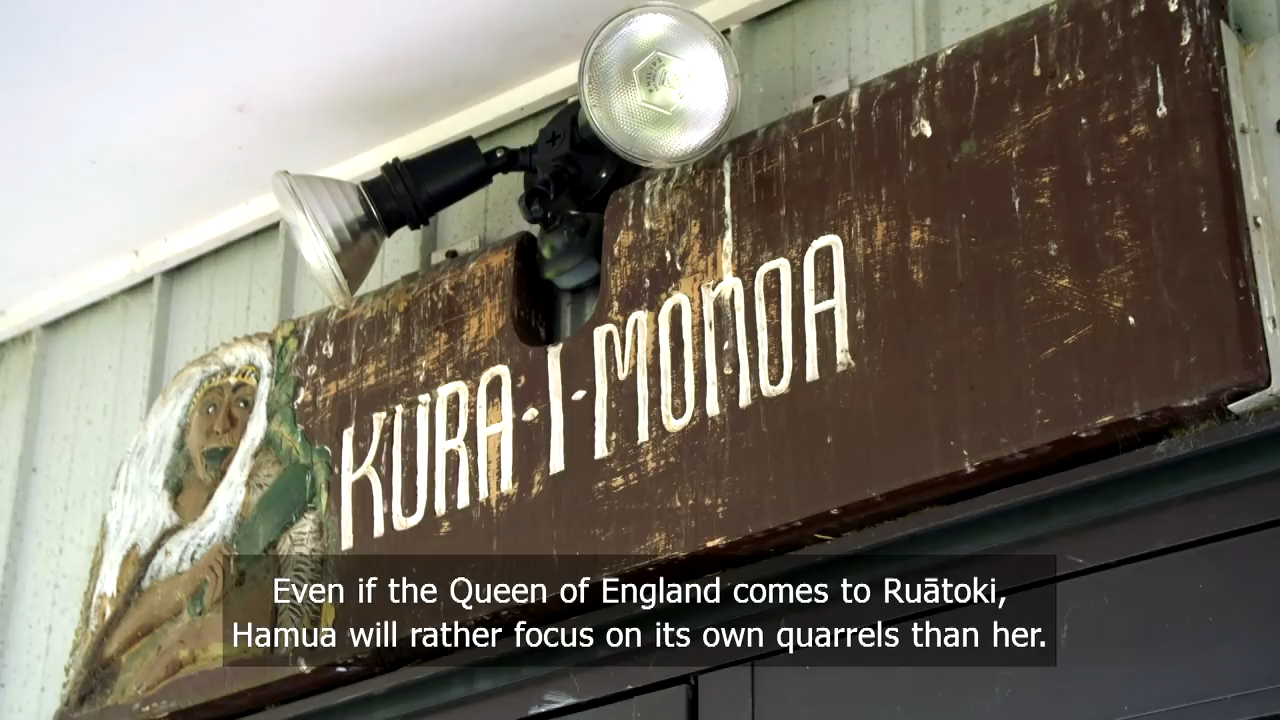 KURA·I·MONOA
Even if the Queen of England comes to Ruātoki,
Hamua will rather focus on its own quarrels than her.